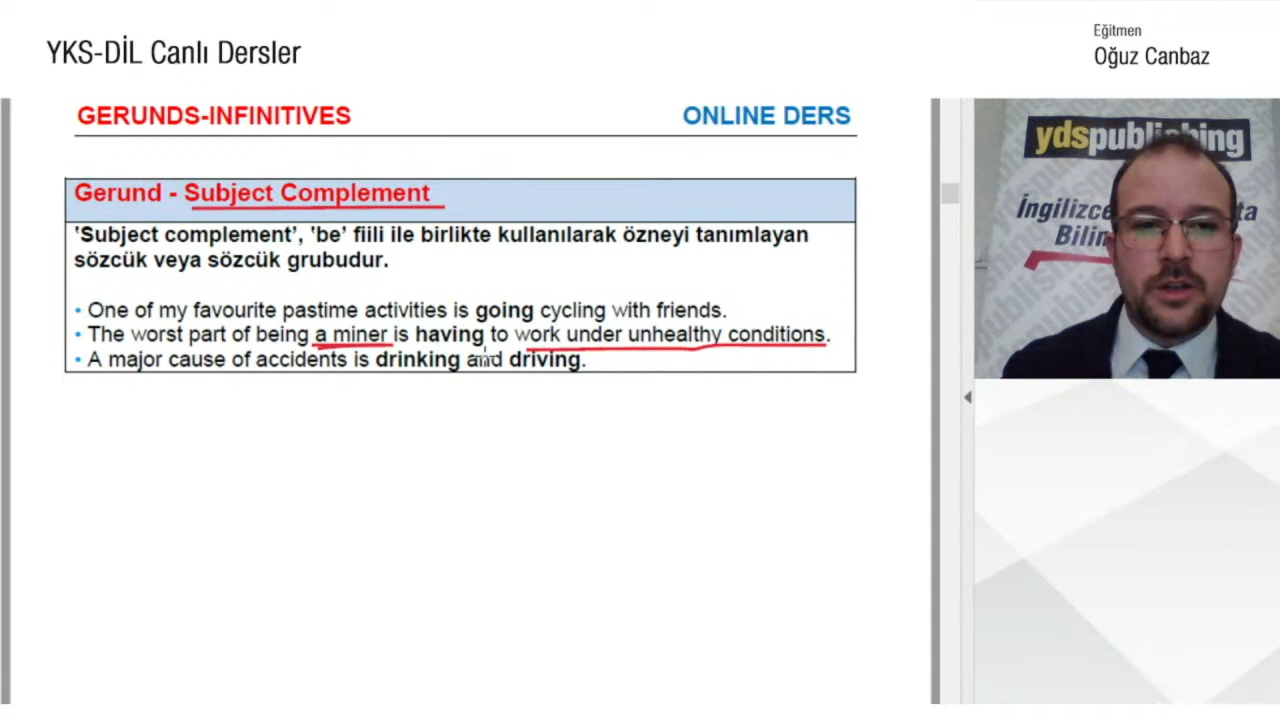 YKS-DİL Canlı Dersler
Eğitmen
Oğuz Canbaz
GERUNDS-INFINITIVES
ONLINE DERS
Gerund - Subject Complement
'Subject complement', 'be' fiili ile birlikte kullanılarak özneyi tanımlayan
sözcük veya sözcük grubudur.
• One of my favourite pastime activities is going cycling with friends.
• The worst part of being a miner is having to work under unhealthy conditions.
• A major cause of accidents is drinking and driving.
ydspublishing